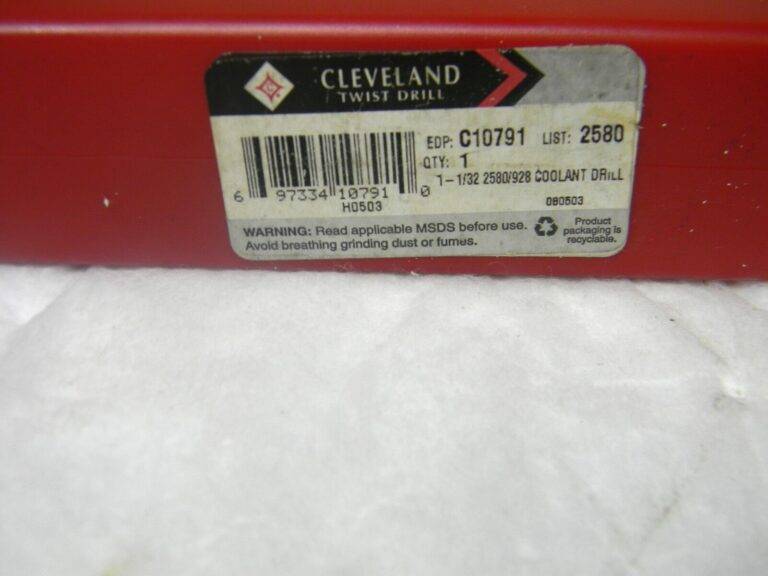 CLEVELAND
TWIST DRILL
EDP: C10791 LIST: 2580
QTY: 1
1-1/32 2580/928 COOLANT DRILL
6 97334 10791 0
H0503 080503
WARNING: Read applicable MSDS before use.
Avoid breathing grinding dust or fumes.
Product
packaging is
recyclable.